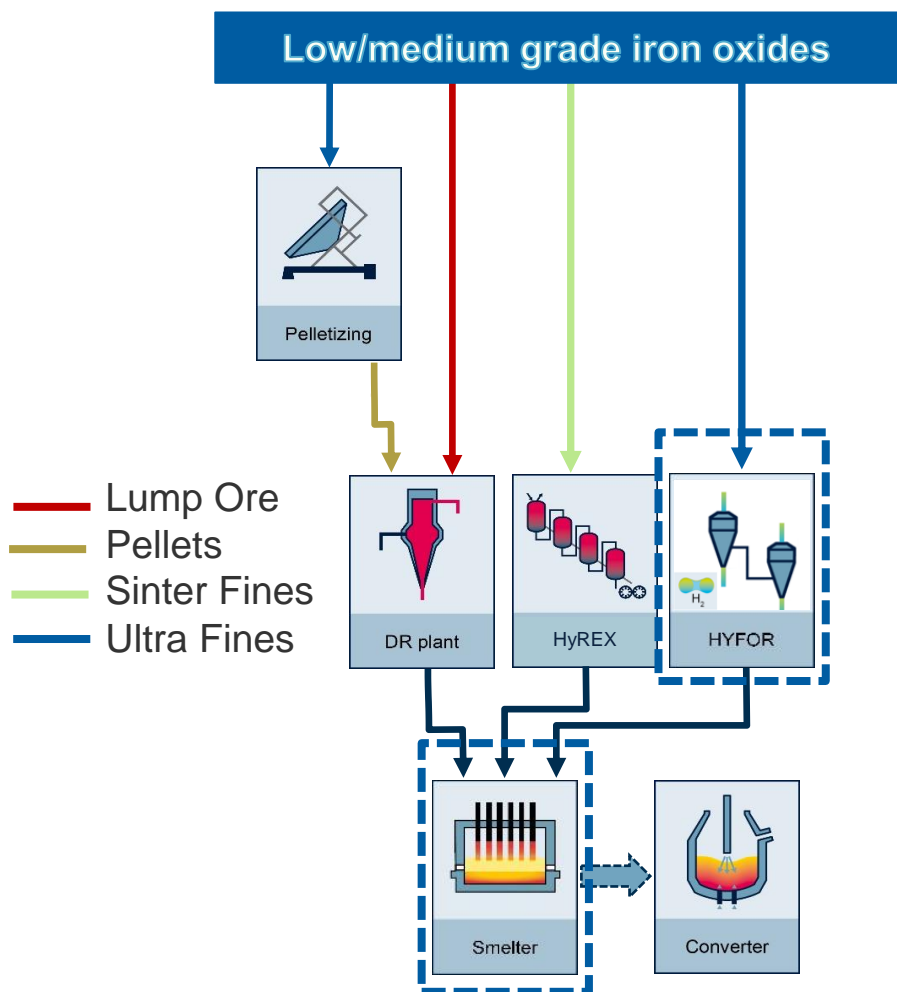 Low/medium grade iron oxides
Pelletizing
Lump Ore
Pellets
Sinter Fines
Ultra Fines
H₂
DR plant
HyREX
HYFOR
Smelter
Converter